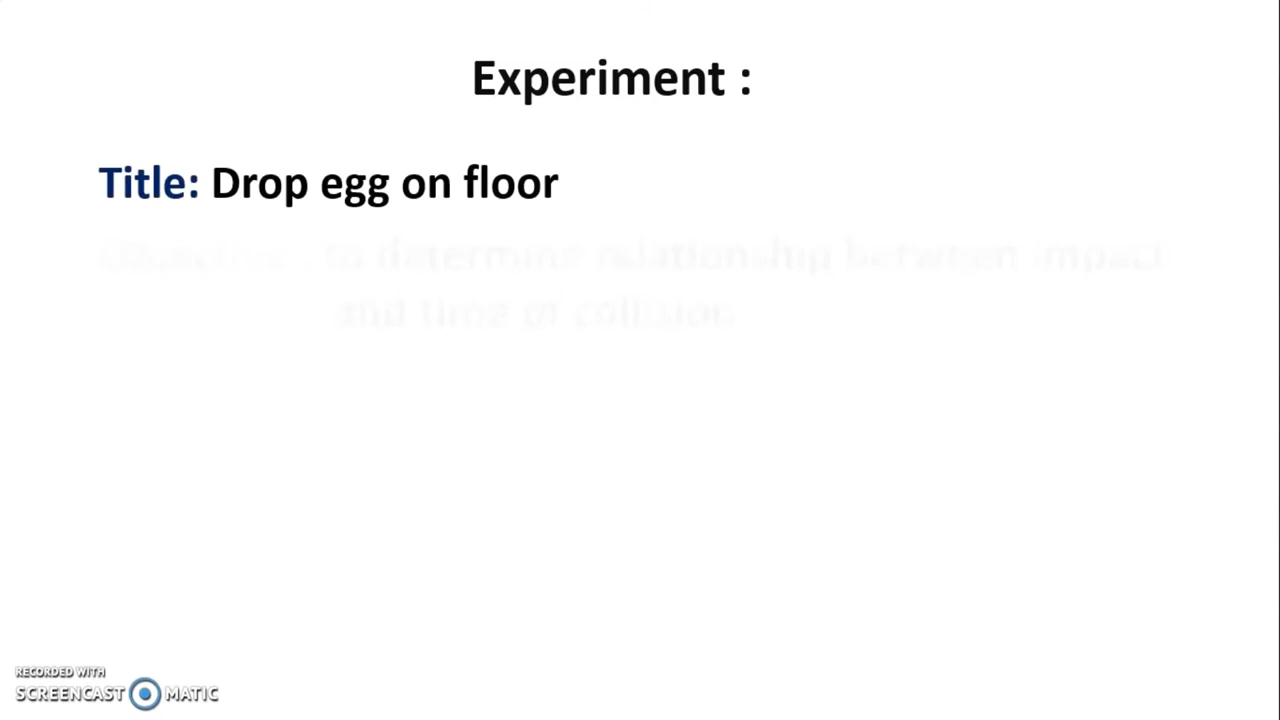 Experiment :
Title: Drop egg on floor
Objective : to determine relationship between impact
and time of collision
RECORDED WITH
SCREENCAST MATIC